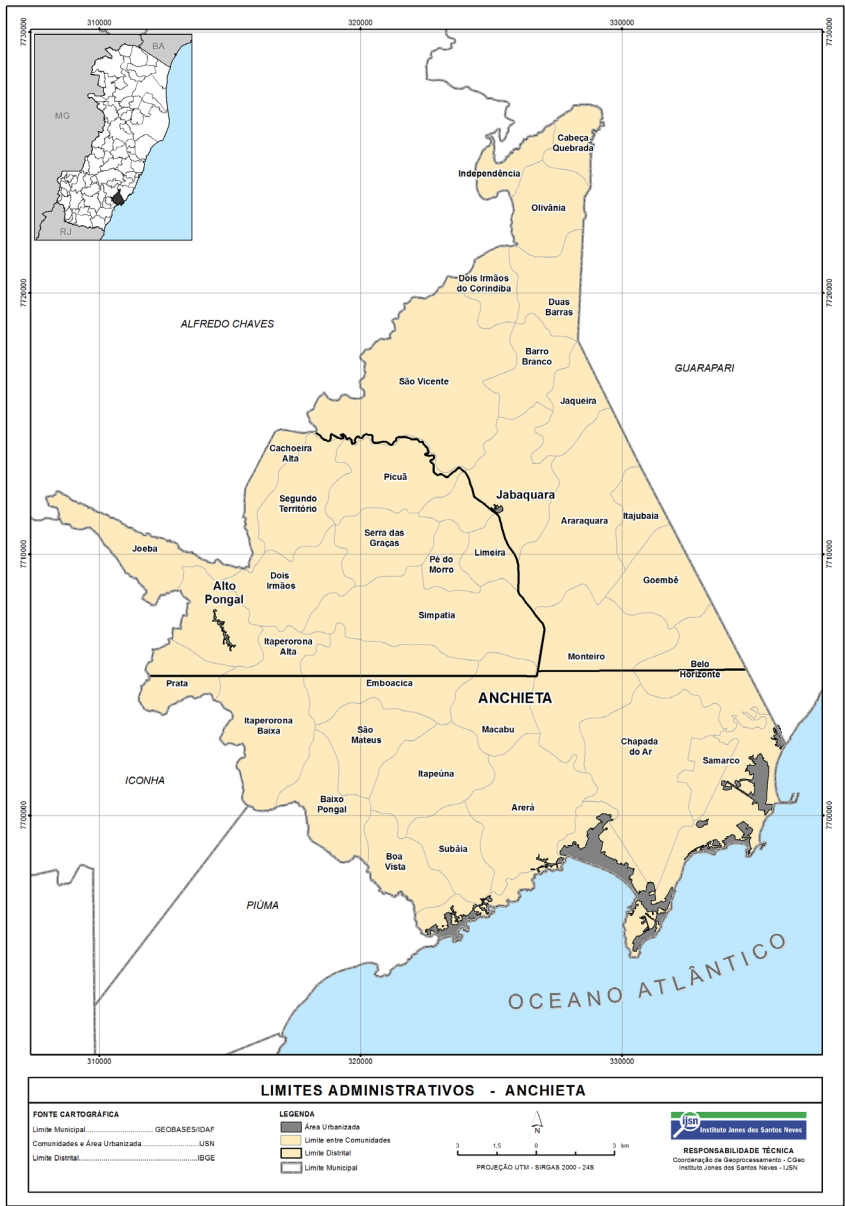 310000
320000
330000
7730000
7730000
BA
MG
RJ
Cabeça
Quebrada
Independência
Olivânia
Dois Irmãos
do Corindiba
7720000
7720000
Duas
Barras
ALFREDO CHAVES
Barro
Branco
GUARAPARI
São Vicente
Jaqueira
Cachoeira
Alta
Picuã
Segundo
Território
Jabaquara
Araraquara
Itajubaia
Serra das
Graças
Joeba
Limeira
7710000
7710000
Pé do
Morro
Dois
Irmãos
Goembê
Alto
Pongal
Simpatia
Itaperorona
Alta
Monteiro
Belo
Horizonte
Prata
Emboacica
ANCHIETA
Itaperorona
Baixa
São
Mateus
Macabu
Chapada
do Ar
Samarco
Itapeúna
ICONHA
Baixo
Pongal
Arerá
7700000
7700000
Subáia
Boa
Vista
PIÚMA
OCEANO ATLÂNTICO
310000
320000
330000
LIMITES ADMINISTRATIVOS - ANCHIETA
FONTE CARTOGRÁFICA
Limite Municipal............................ GEOBASES/IDAF
Comunidades e Área Urbanizada.......................IJSN
Limite Distrital.................................................IBGE
LEGENDA
Área Urbanizada
Limite entre Comunidades
Limite Distrital
Limite Municipal
N
3 1,5 0 3 km
PROJEÇÃO UTM - SIRGAS 2000 - 24S
ijsn
Instituto Jones dos Santos Neves
RESPONSABILIDADE TÉCNICA
Coordenação de Geoprocessamento - CGeo
Instituto Jones dos Santos Neves - IJSN